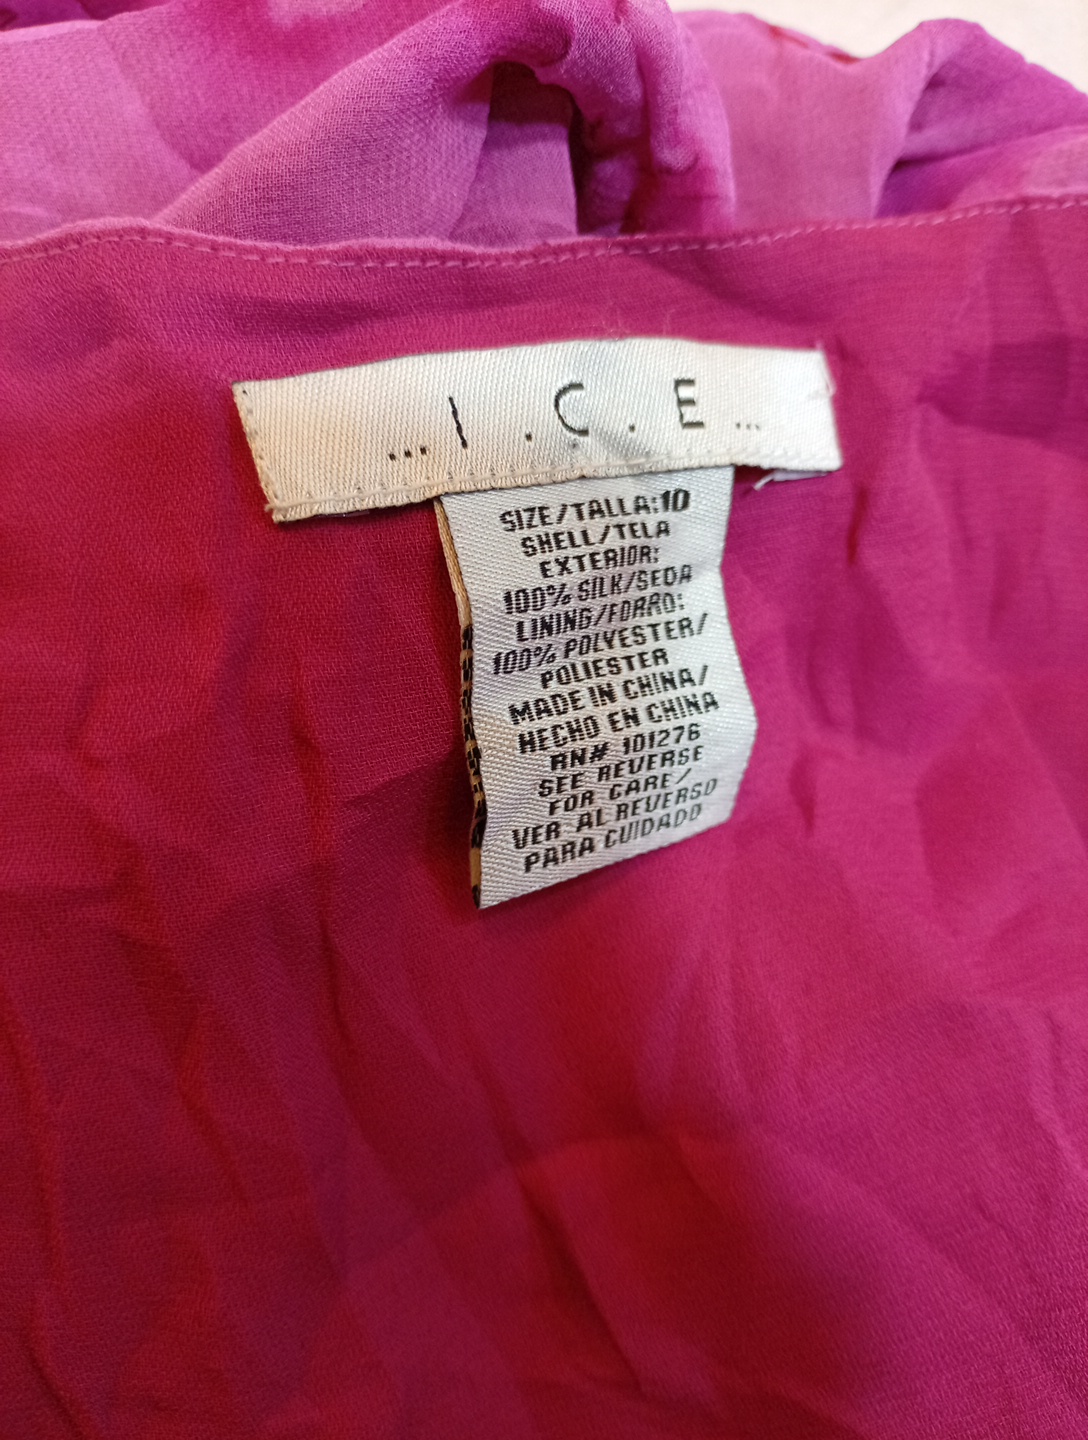 ...I.C.E...
SIZE/TALLA:10
SHELL/TELA
EXTERIOR:
100% SILK/SEDA
LINING/FORRO:
100% POLYESTER/
POLIESTER
MADE IN CHINA/
HECHO EN CHINA
RN# 101276
SEE REVERSE
FOR CARE/
VER AL REVERSO
PARA CUIDADO